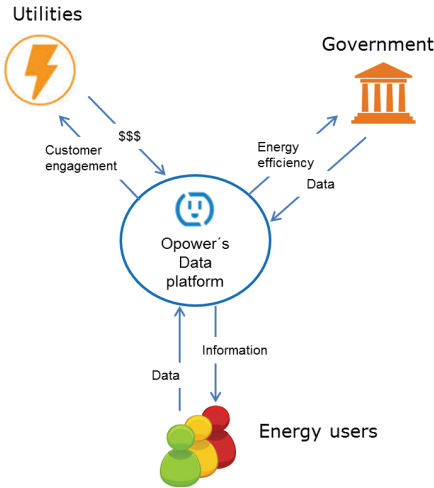 Utilities
Government
$$$
Customer
engagement
Energy
efficiency
Data
Opower´s
Data
platform
Information
Data
Energy users